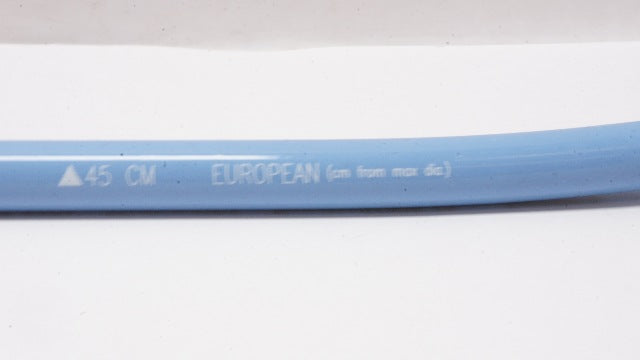 ▲45 CM EUROPEAN (cm from max dia)